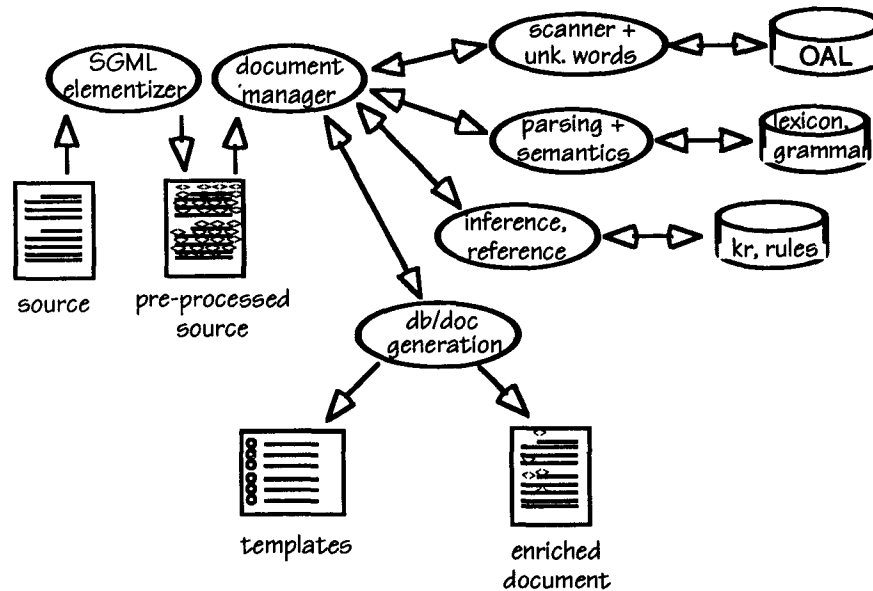 scanner +
unk. words
OAL
SGML
elementizer
document
manager
parsing +
semantics
lexicon,
grammar
inference,
reference
kr, rules
source
pre-processed
source
db/doc
generation
templates
enriched
document